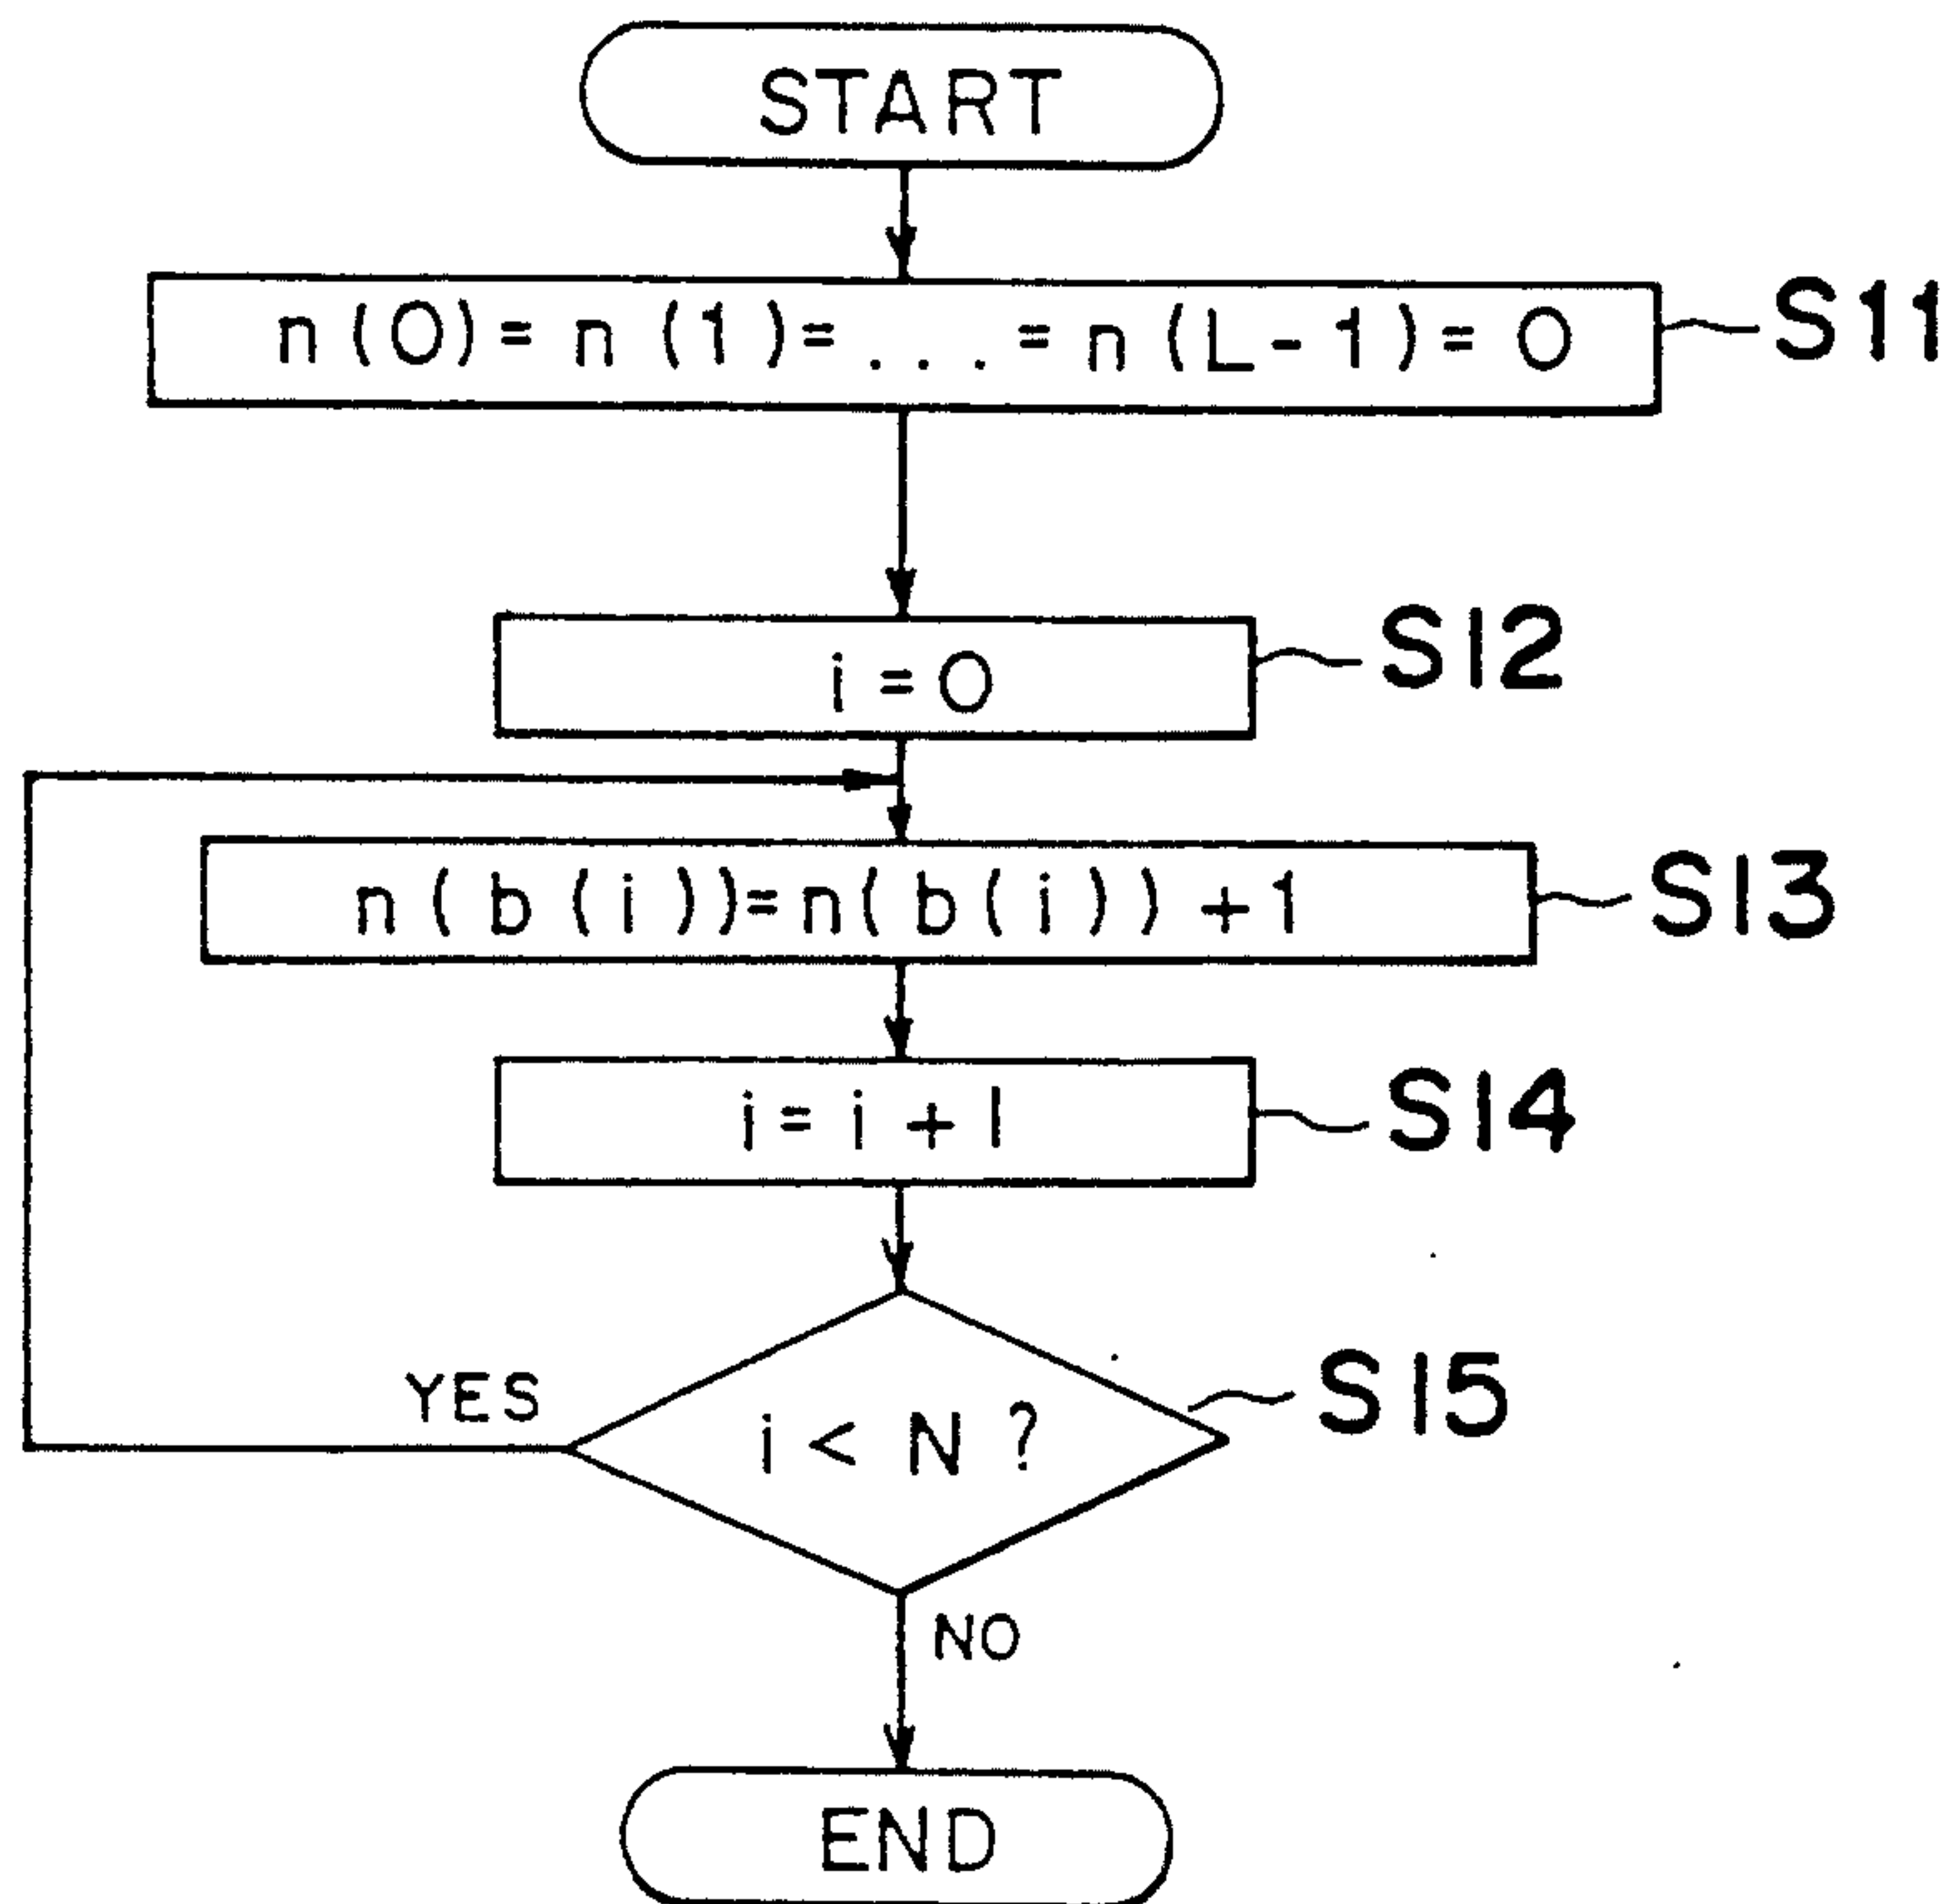 START
n(0)=n(1)=...=n(L-1)=0 S11
i=0 S12
n(b(i))=n(b(i))+1 S13
i=i+1 S14
YES
i<N? S15
NO
END